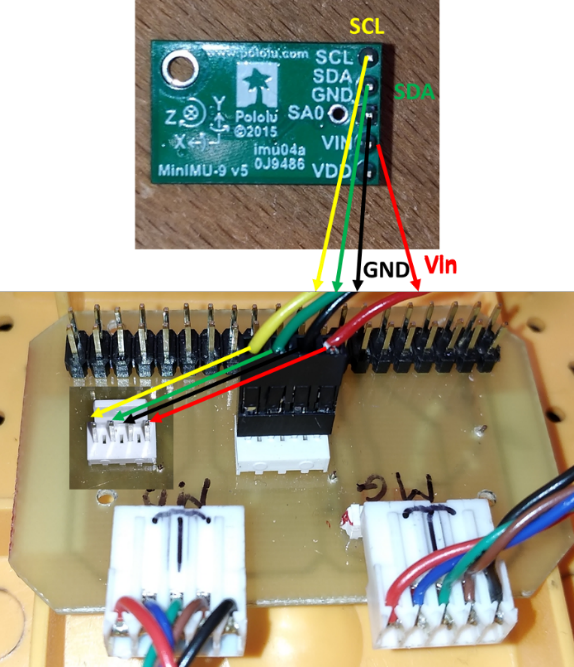 SCL
www.pololu.com
SCL
SDA
GND
SDA
SA0
Y
Z
Pololu
©2015
VIN
X
imu04a
0J9486
MinIMU-9 v5
VDD
GND
Vin